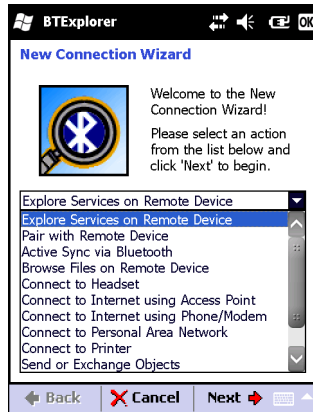 BTExplorer
OK
New Connection Wizard
Welcome to the New
Connection Wizard!
Please select an action
from the list below and
click 'Next' to begin.
Explore Services on Remote Device
Explore Services on Remote Device
Pair with Remote Device
Active Sync via Bluetooth
Browse Files on Remote Device
Connect to Headset
Connect to Internet using Access Point
Connect to Internet using Phone/Modem
Connect to Personal Area Network
Connect to Printer
Send or Exchange Objects
Back Cancel Next